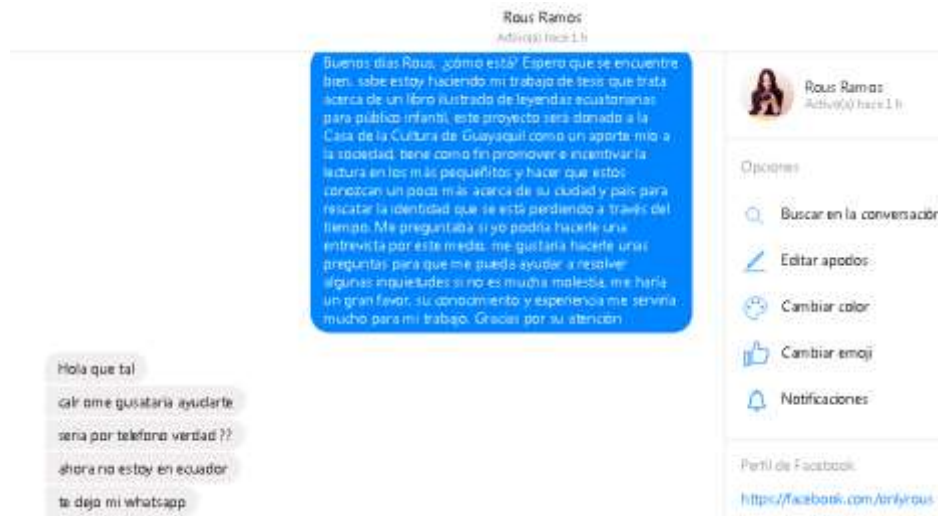 Rous Ramos
Activo(a) hace 1 h
Buenos días Rous, ¿cómo está? Espero que se encuentre
bien, sabe estoy haciendo mi trabajo de tesis que trata
acerca de un libro ilustrado de leyendas ecuatorianas
para público infantil, este proyecto será donado a la
Casa de la Cultura de Guayaquil como un aporte mío a
la sociedad, tiene como fin promover e incentivar la
lectura en los más pequeñitos y hacer que estos
conozcan un poco más acerca de su ciudad y país para
rescatar la identidad que se está perdiendo a través del
tiempo. Me preguntaba si yo podría hacerle una
entrevista por este medio, me gustaría hacerle unas
preguntas para que me pueda ayudar a resolver
algunas inquietudes si no es mucha molestia, me haría
un gran favor, su conocimiento y experiencia me serviría
mucho para mi trabajo. Gracias por su atención
Hola que tal
calr ome gusataria ayudarte
seria por telefono verdad ??
ahora no estoy en ecuador
te dejo mi whatsapp
Rous Ramos
Activo(a) hace 1 h
Opciones
Buscar en la conversación
Editar apodos
Cambiar color
Cambiar emoji
Notificaciones
Perfil de Facebook
https://facebook.com/onlyrous